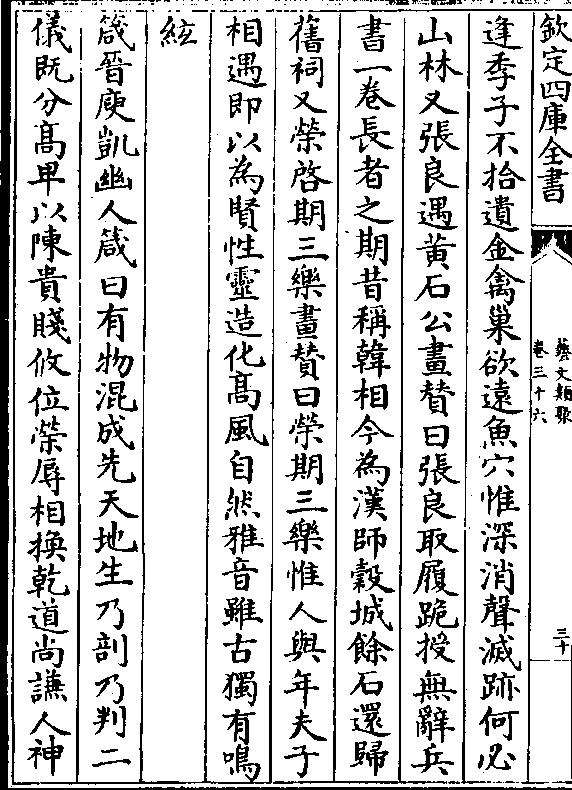 欽定四庫全書
藝文類聚
卷三十六
三十
逢季子不拾遺金禽巢欲遠魚穴惟深消聲滅跡何必
山林又張良遇黄石公畫賛曰張良取履跪授無辭兵
書一卷長者之期昔稱韓相今為漢師糓城餘石還歸
舊祠又榮啓期三樂畫賛曰榮期三樂惟人與年夫子
相遇即以為賢性靈造化髙風自然雅音雖古獨有鳴
絃
箴晉庾凱幽人箴曰有物混成先天地生乃剖乃判二
儀既分髙卑以陳貴賤攸位榮辱相換乾道尚謙人神